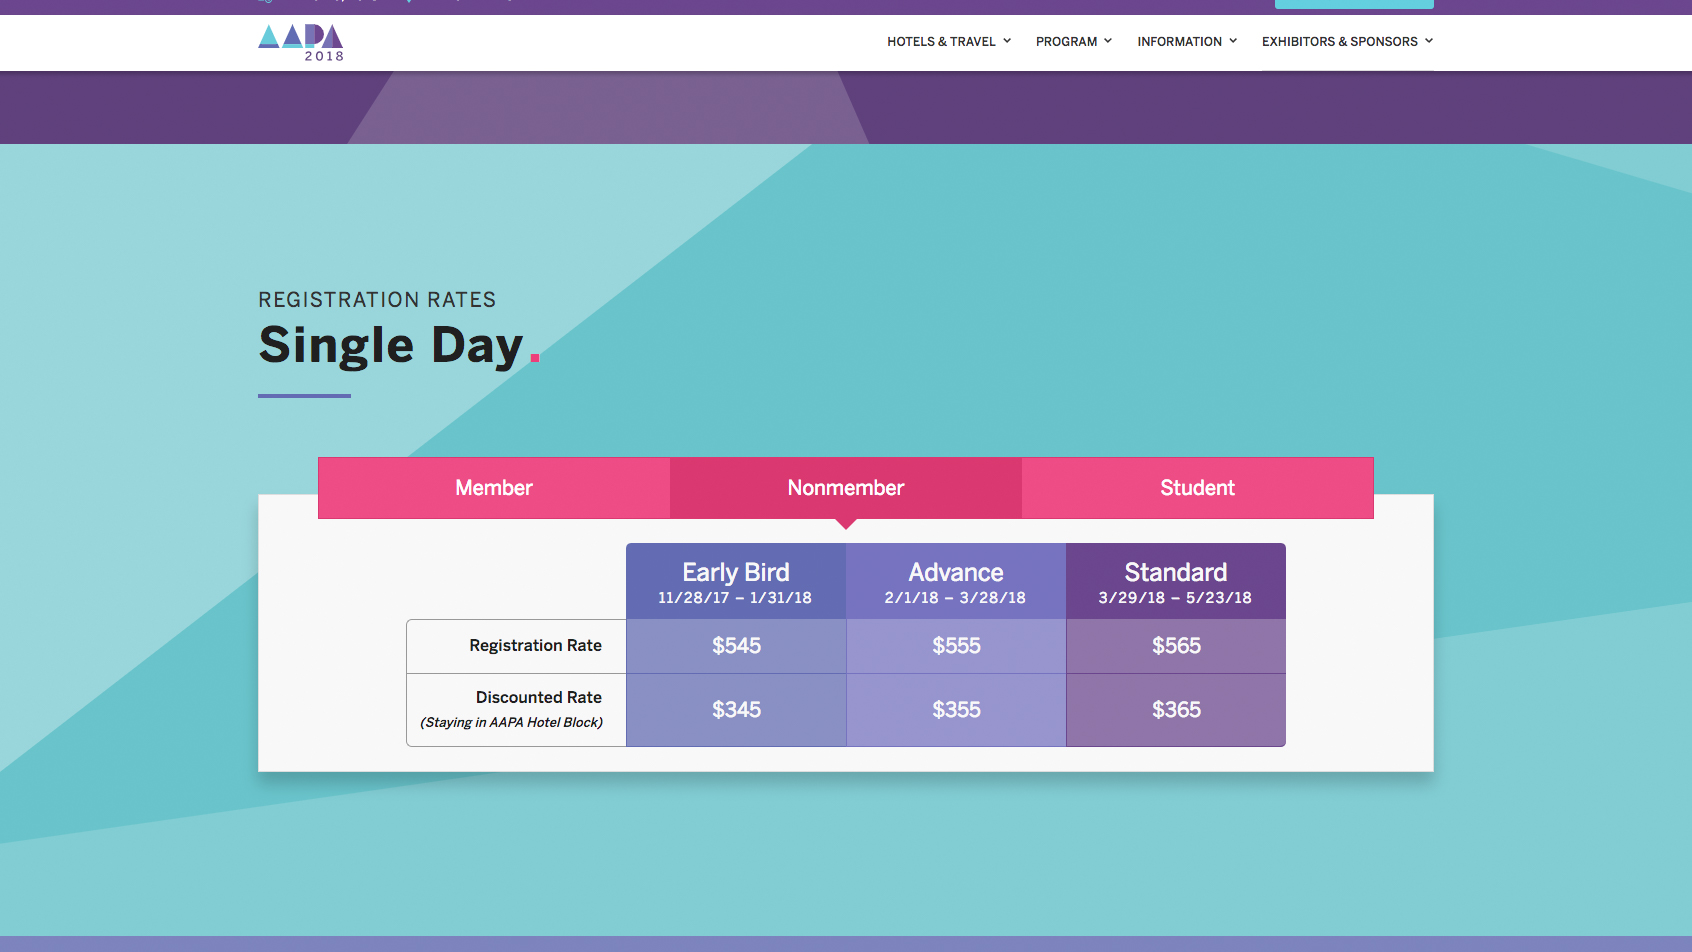 AAPA
2018
HOTELS & TRAVEL
PROGRAM
INFORMATION
EXHIBITORS & SPONSORS
REGISTRATION RATES
Single Day.
Member
Nonmember
Student
Early Bird
11/28/17 – 1/31/18
Advance
2/1/18 – 3/28/18
Standard
3/29/18 – 5/23/18
Registration Rate
$545
$555
$565
Discounted Rate
(Staying in AAPA Hotel Block)
$345
$355
$365